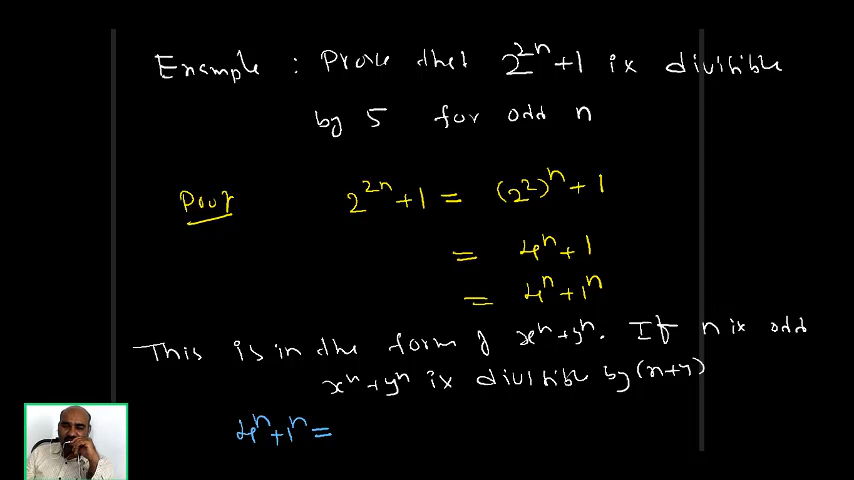 Example : Prove that 2^2n + 1 is divisible
by 5 for odd n
Proof 2^2n + 1 = (2^2)^n + 1
= 4^n + 1
= 4^n + 1^n
This is in the form of x^n + y^n. If n is odd
x^n + y^n is divisible by (x+y)
4^n + 1^n =